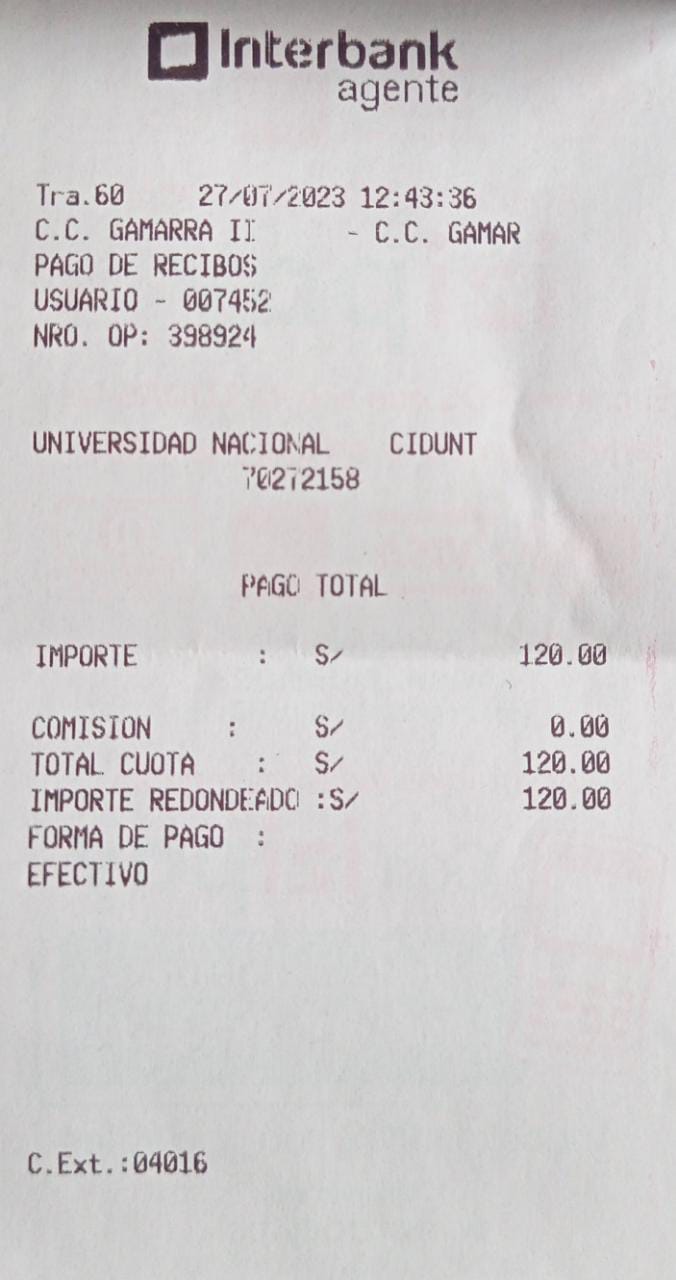 Interbank
agente
Tra.60 27/07/2023 12:43:36
C.C. GAMARRA II - C.C. GAMAR
PAGO DE RECIBOS
USUARIO - 007452
NRO. OP: 398924
UNIVERSIDAD NACIONAL CIDUNT
70272158
PAGO TOTAL
IMPORTE : S/ 120.00
COMISION : S/ 0.00
TOTAL CUOTA : S/ 120.00
IMPORTE REDONDEADO :S/ 120.00
FORMA DE PAGO :
EFECTIVO
C.Ext.:04016